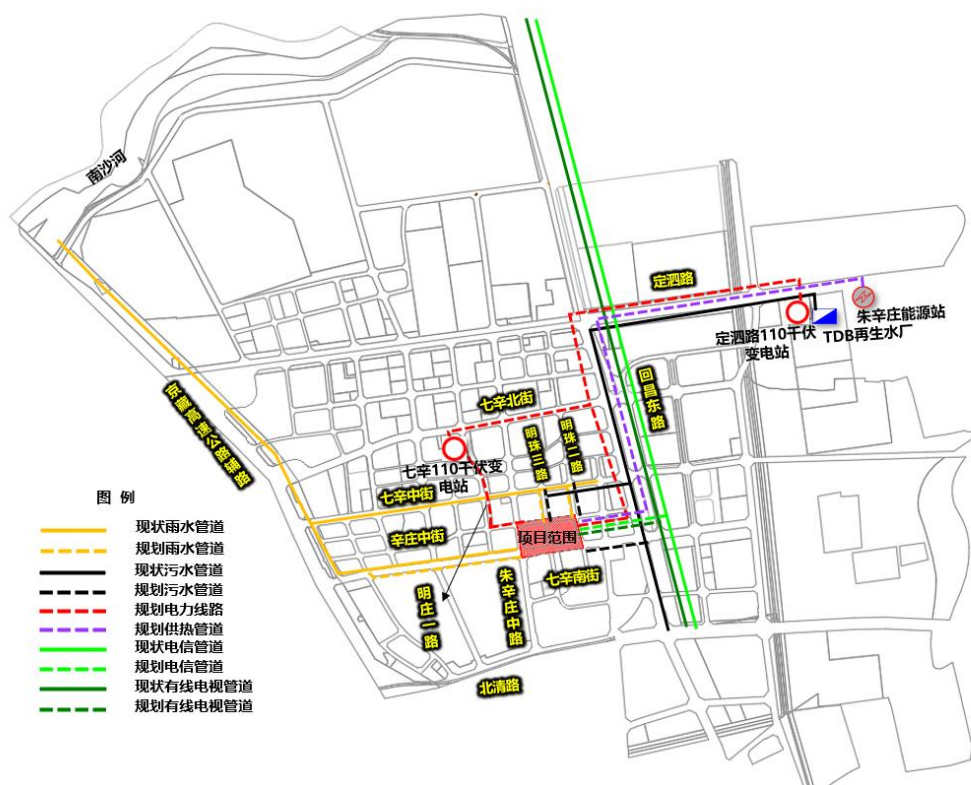 南沙河
定泗路
朱辛庄能源站
定泗路110千伏
变电站
TDB再生水厂
回昌东路
京藏高速公路辅路
七辛北街
明珠三路
明珠二路
七辛110千伏变
电站
七辛中街
辛庄中街
项目范围
七辛南街
明庄一路
朱辛庄中路
北清路
图 例
现状雨水管道
规划雨水管道
现状污水管道
规划污水管道
规划电力线路
规划供热管道
现状电信管道
规划电信管道
现状有线电视管道
规划有线电视管道